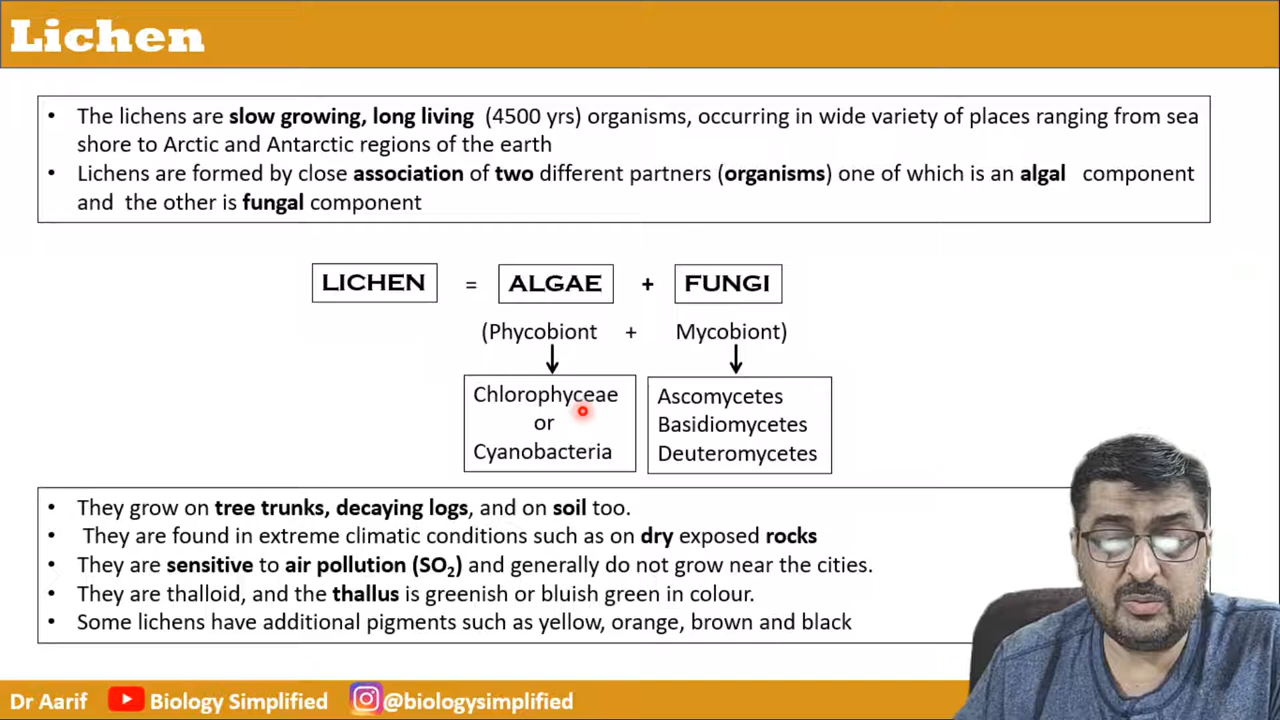 Lichen
• The lichens are slow growing, long living (4500 yrs) organisms, occurring in wide variety of places ranging from sea
shore to Arctic and Antarctic regions of the earth
• Lichens are formed by close association of two different partners (organisms) one of which is an algal component
and the other is fungal component
LICHEN = ALGAE + FUNGI
(Phycobiont + Mycobiont)
Chlorophyceae
or
Cyanobacteria
Ascomycetes
Basidiomycetes
Deuteromycetes
• They grow on tree trunks, decaying logs, and on soil too.
• They are found in extreme climatic conditions such as on dry exposed rocks
• They are sensitive to air pollution (SO₂) and generally do not grow near the cities.
• They are thalloid, and the thallus is greenish or bluish green in colour.
• Some lichens have additional pigments such as yellow, orange, brown and black
Dr Aarif Biology Simplified @biologysimplified